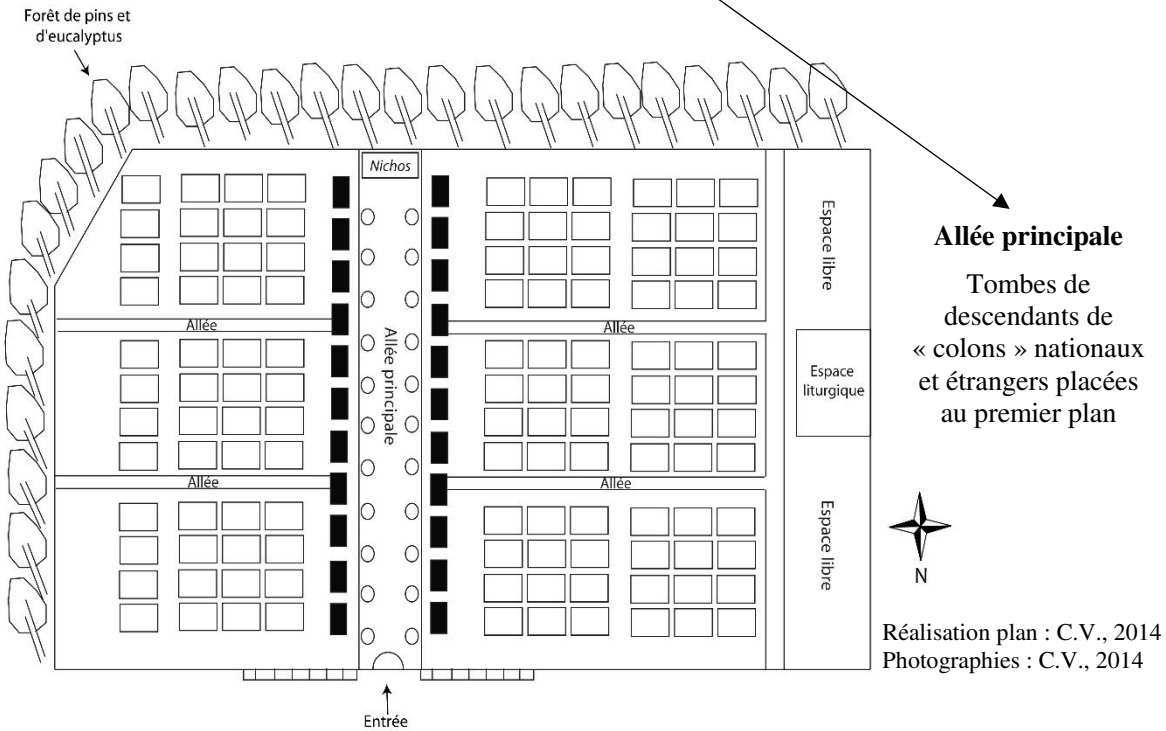 Forêt de pins et
d'eucalyptus
Nichos
Espace libre
Allée principale
Tombes de
descendants de
« colons » nationaux
et étrangers placées
au premier plan
Allée
Allée
Allée principale
Espace
liturgique
Allée
Allée
Espace libre
N
Réalisation plan : C.V., 2014
Photographies : C.V., 2014
Entrée